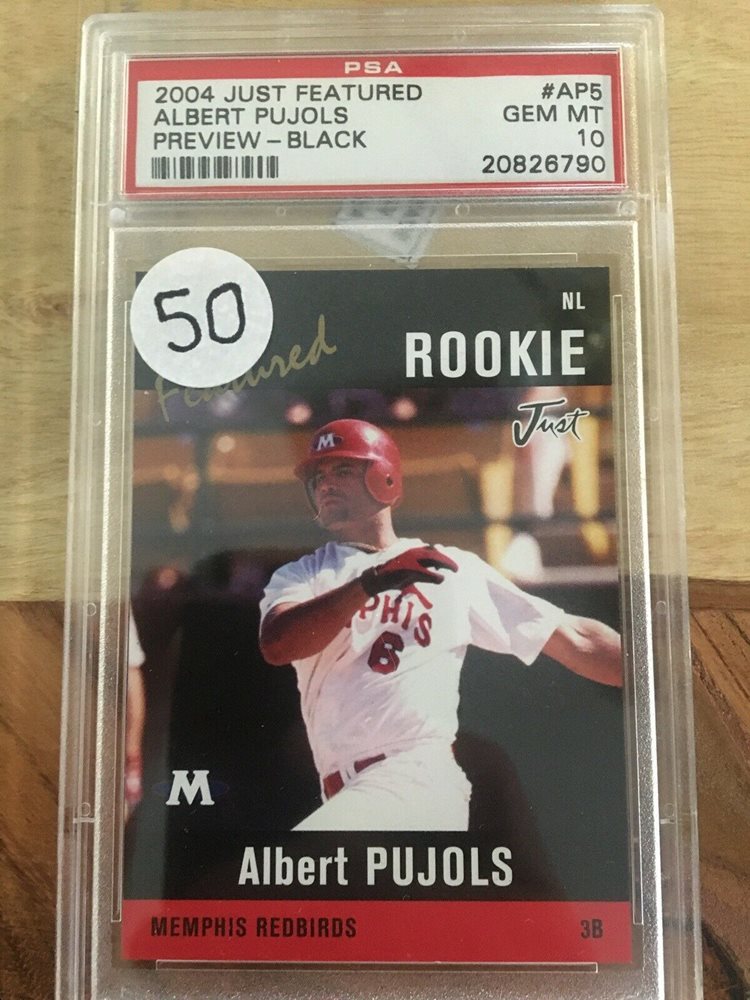 PSA
2004 JUST FEATURED #AP5
ALBERT PUJOLS GEM MT
PREVIEW - BLACK 10
20826790
50
NL
Featured
ROOKIE
Just
M
PHIS
6
M
Albert PUJOLS
MEMPHIS REDBIRDS 3B